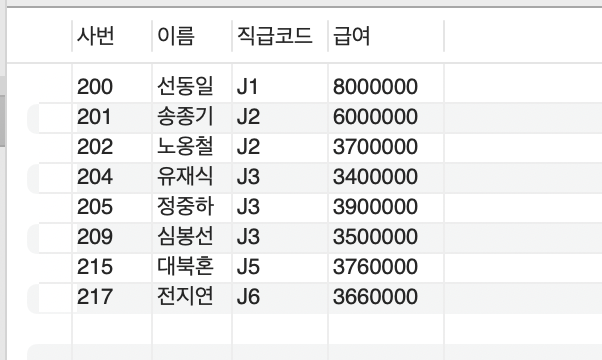 사번 이름 직급코드 급여
200 선동일 J1 8000000
201 송종기 J2 6000000
202 노옹철 J2 3700000
204 유재식 J3 3400000
205 정중하 J3 3900000
209 심봉선 J3 3500000
215 대북혼 J5 3760000
217 전지연 J6 3660000